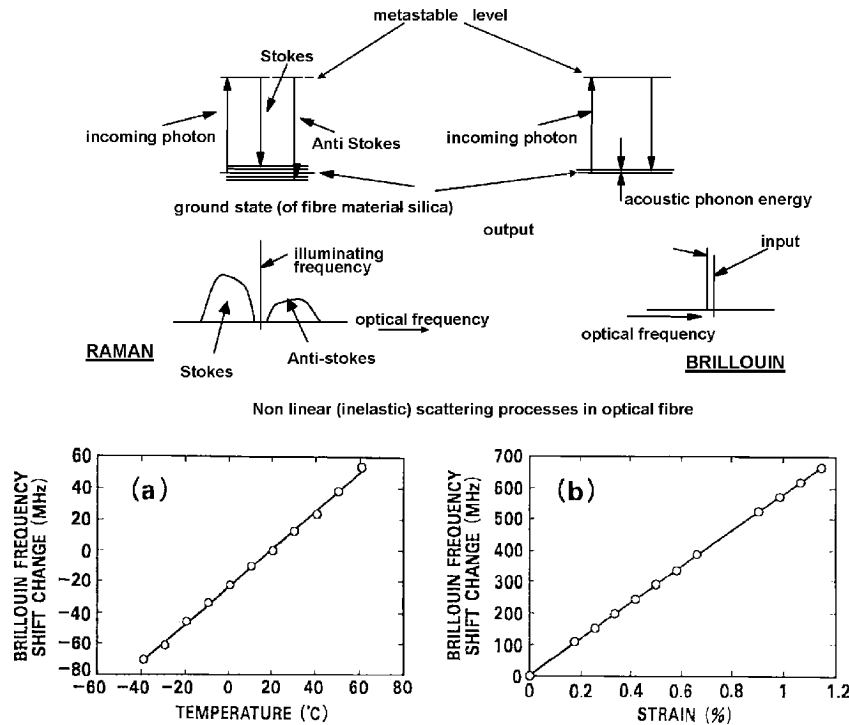 metastable level
Stokes
incoming photon
Anti Stokes
incoming photon
ground state (of fibre material silica)
acoustic phonon energy
output
illuminating
frequency
input
optical frequency
optical frequency
RAMAN
Stokes
Anti-stokes
BRILLOUIN
Non linear (inelastic) scattering processes in optical fibre
(a)
BRILLOUIN FREQUENCY
SHIFT CHANGE (MHz)
60
40
20
0
−20
−40
−60
−80
−60 −40 −20 0 20 40 60 80
TEMPERATURE (°C)
(b)
BRILLOUIN FREQUENCY
SHIFT CHANGE (MHz)
700
600
500
400
300
200
100
0
0 0.2 0.4 0.6 0.8 1 1.2
STRAIN (%)